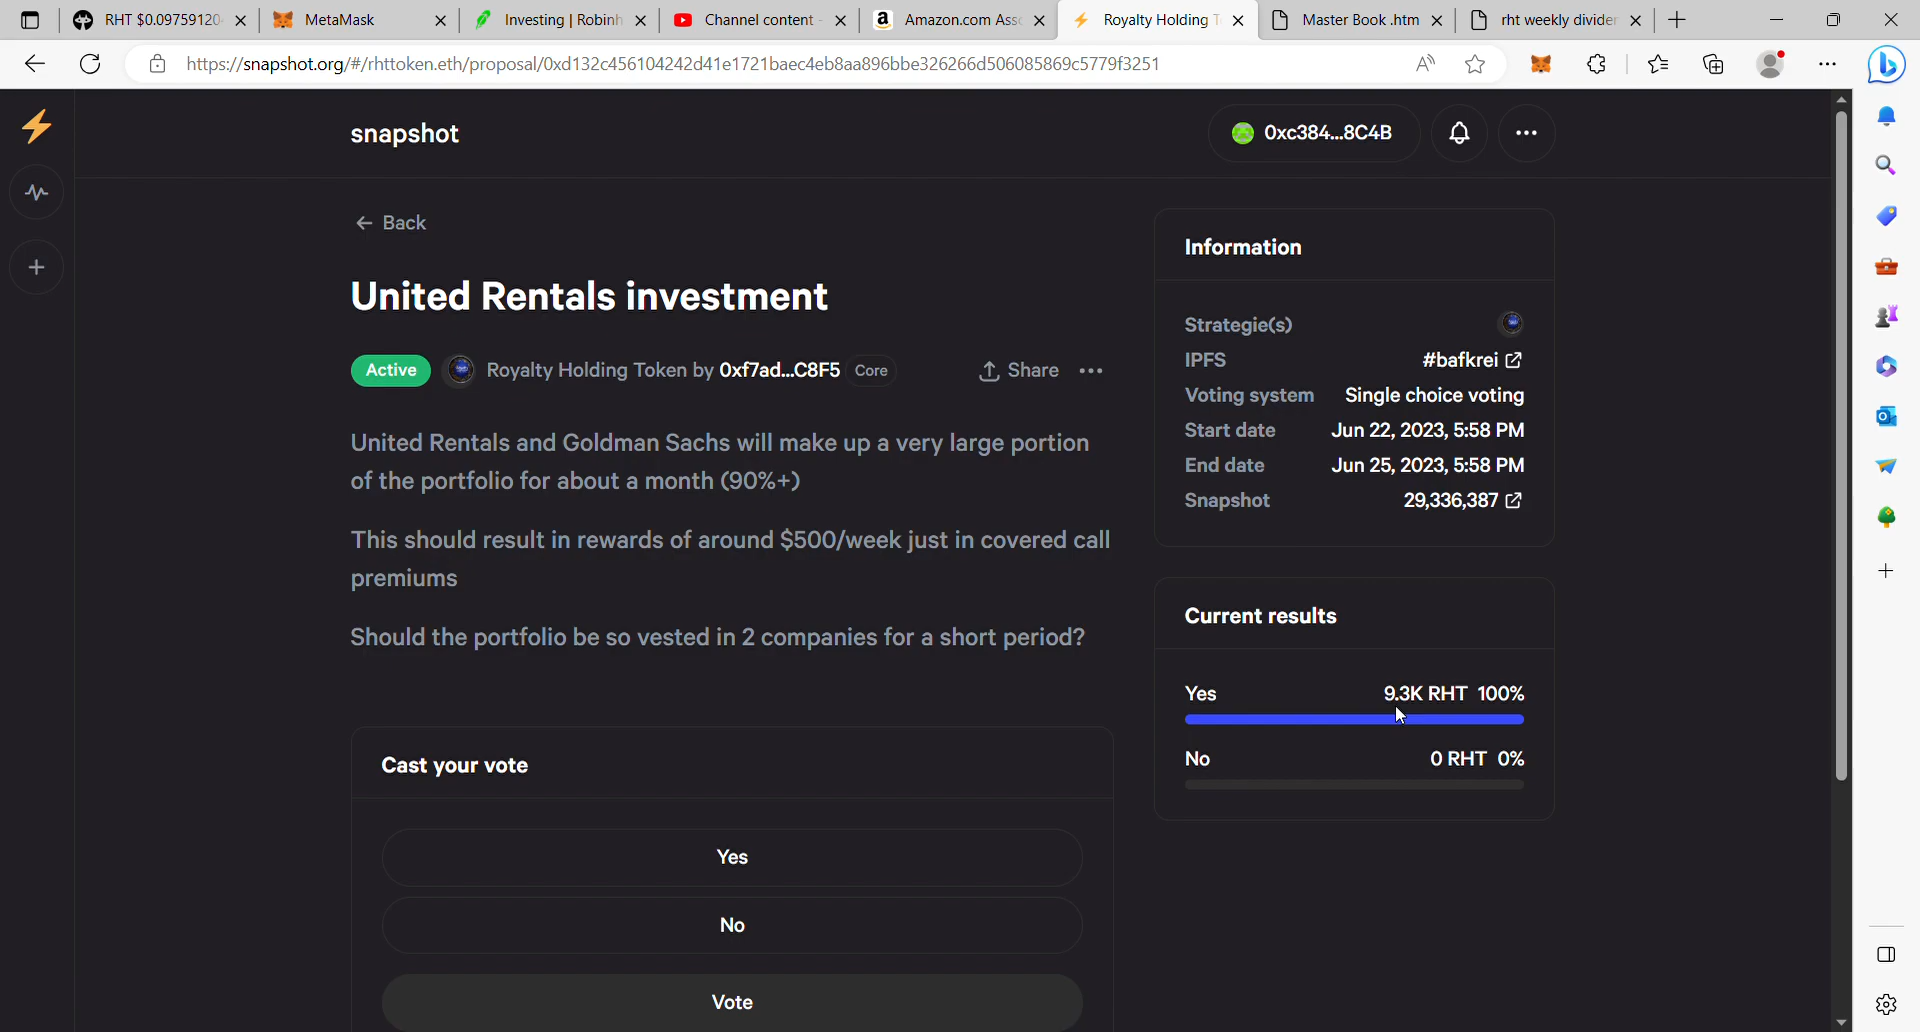 RHT $0.09759120
MetaMask
Investing | Robinh
Channel content -
Amazon.com Asso
Royalty Holding T
Master Book .htm
rht weekly divider
https://snapshot.org/#/rhttoken.eth/proposal/0xd132c456104242d41e1721baec4eb8aa896bbe326266d506085869c5779f3251
snapshot
0xc384...8C4B
Back
United Rentals investment
Active
Royalty Holding Token by 0xf7ad...C8F5
Core
Share
United Rentals and Goldman Sachs will make up a very large portion
of the portfolio for about a month (90%+)
This should result in rewards of around $500/week just in covered call
premiums
Should the portfolio be so vested in 2 companies for a short period?
Cast your vote
Yes
No
Vote
Information
Strategie(s)
IPFS #bafkrei
Voting system Single choice voting
Start date Jun 22, 2023, 5:58 PM
End date Jun 25, 2023, 5:58 PM
Snapshot 29,336,387
Current results
Yes 9.3K RHT 100%
No 0 RHT 0%